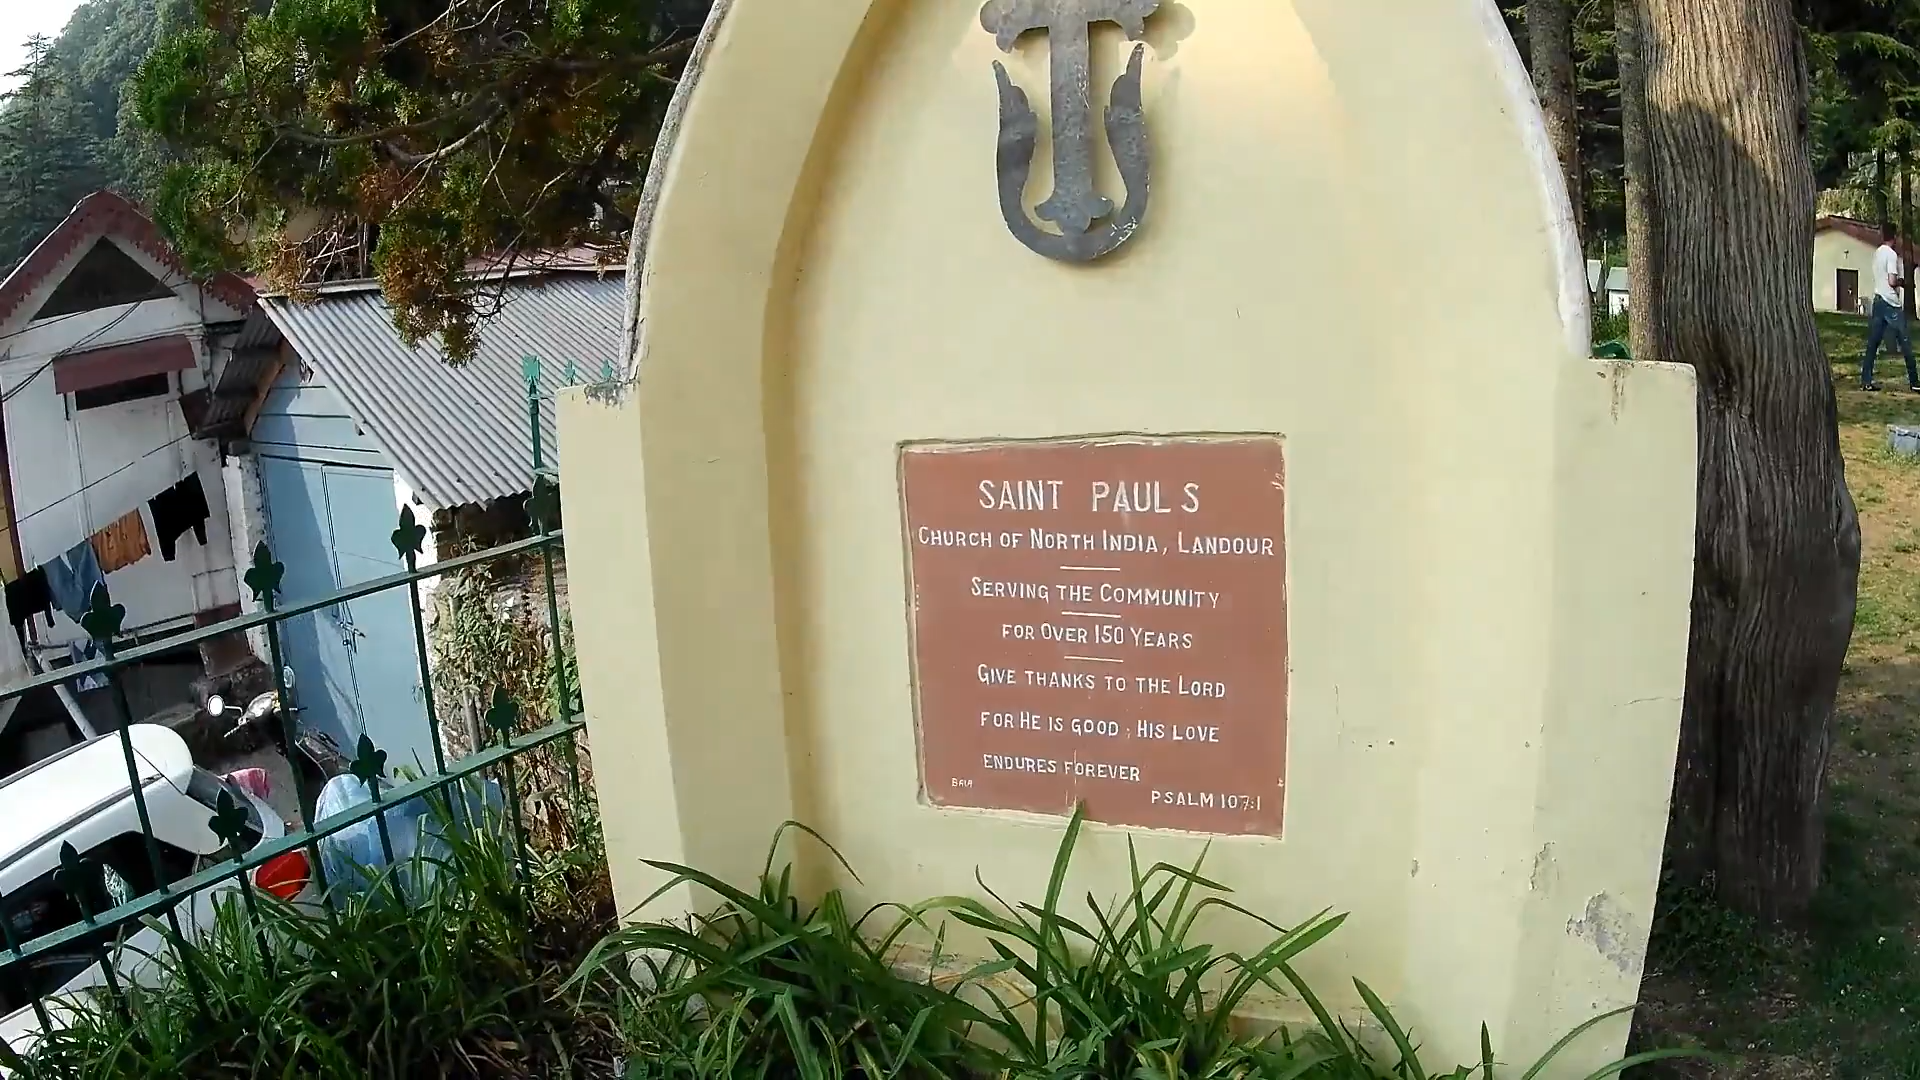 SAINT PAUL S
CHURCH OF NORTH INDIA, LANDOUR
SERVING THE COMMUNITY
FOR OVER 150 YEARS
GIVE THANKS TO THE LORD
FOR HE IS GOOD ; HIS LOVE
ENDURES FOREVER
PSALM 107:1